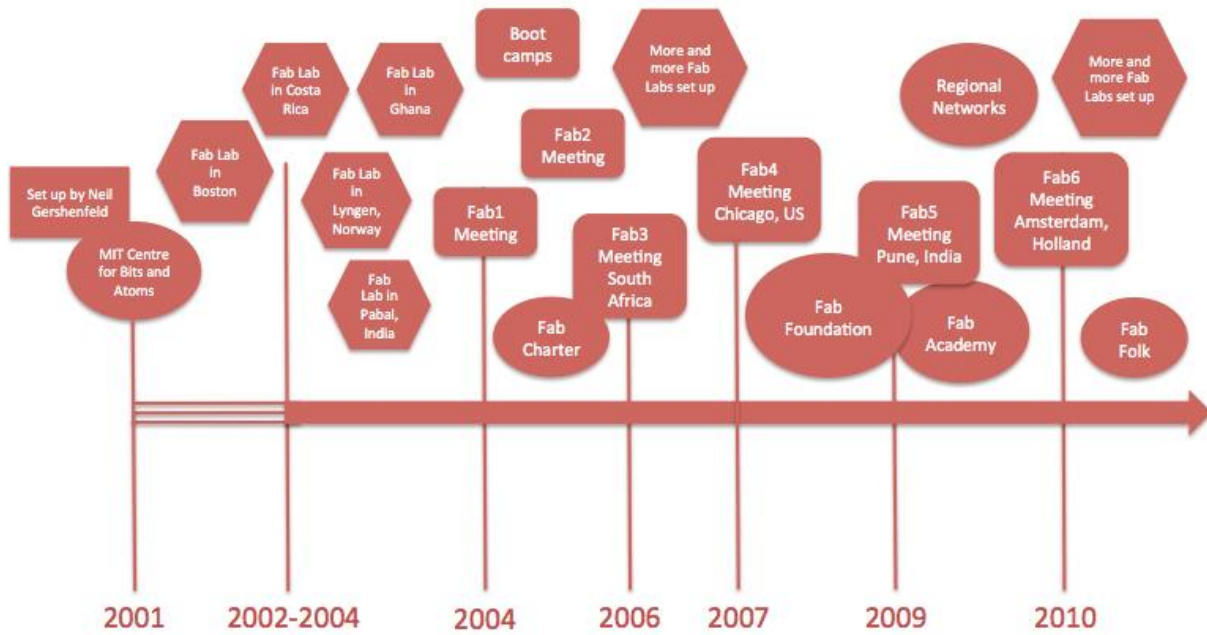 Set up by Neil
Gershenfeld
MIT Centre
for Bits and
Atoms
Fab Lab
in
Boston
Fab Lab
in Costa
Rica
Fab Lab
in
Ghana
Fab Lab
in
Lyngen,
Norway
Fab
Lab in
Pabal,
India
Boot
camps
Fab2
Meeting
Fab1
Meeting
Fab
Charter
Fab3
Meeting
South
Africa
More and
more Fab
Labs set up
Fab4
Meeting
Chicago, US
Fab
Foundation
Regional
Networks
Fab5
Meeting
Pune, India
Fab
Academy
More and
more Fab
Labs set up
Fab6
Meeting
Amsterdam,
Holland
Fab
Folk
2001
2002-2004
2004
2006
2007
2009
2010